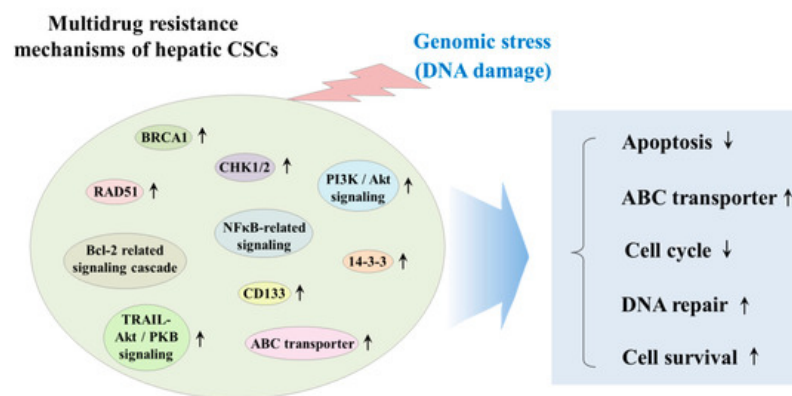 Multidrug resistance
mechanisms of hepatic CSCs
Genomic stress
(DNA damage)
BRCA1 ↑
CHK1/2 ↑
RAD51 ↑
PI3K / Akt
signaling ↑
NFκB-related
signaling
Bcl-2 related
signaling cascade
14-3-3 ↑
CD133 ↑
TRAIL-
Akt / PKB
signaling ↑
ABC transporter ↑
Apoptosis ↓
ABC transporter ↑
Cell cycle ↓
DNA repair ↑
Cell survival ↑